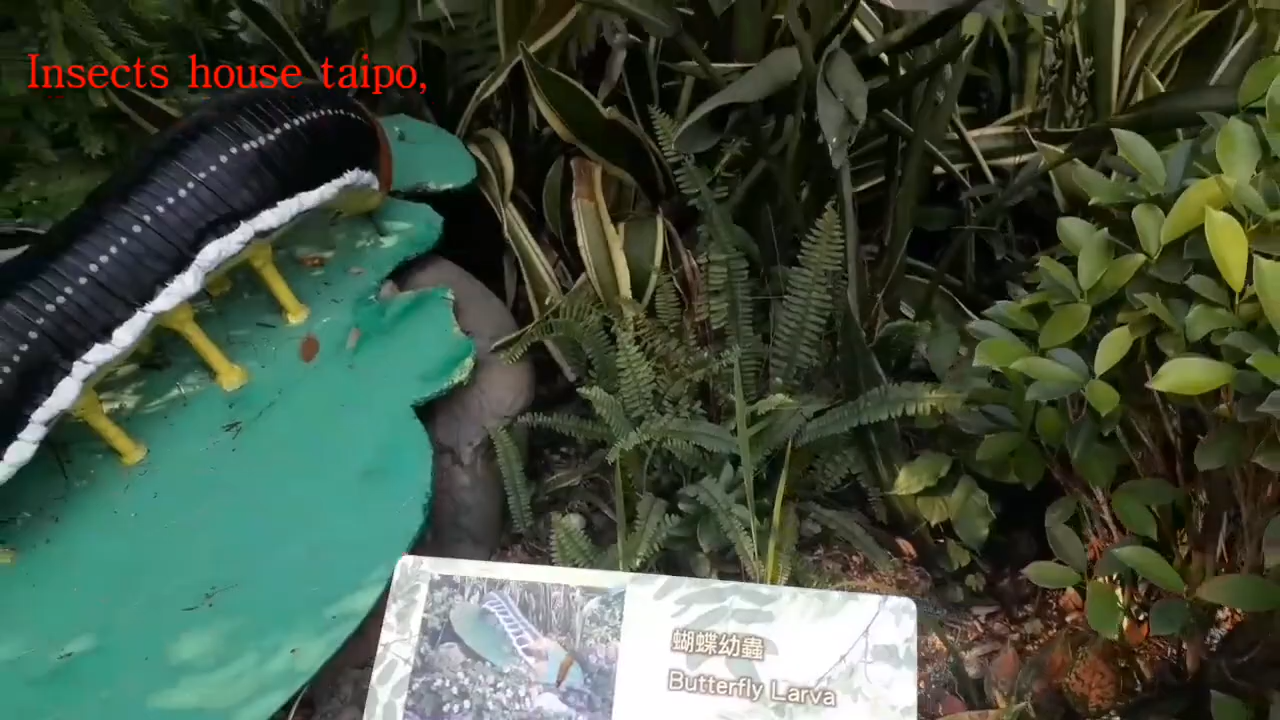 Insects house taipo,
蝴蝶幼蟲
Butterfly Larva